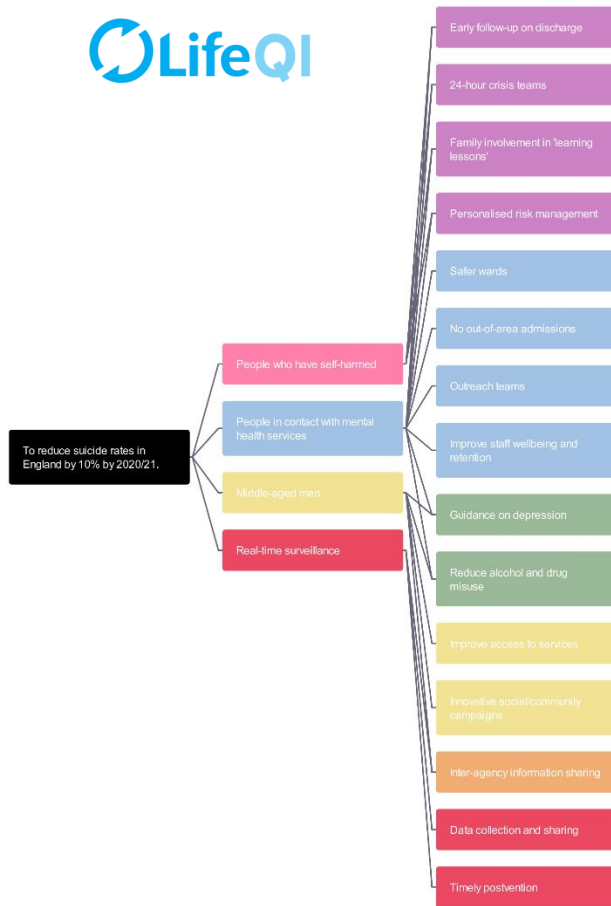 LifeQI
To reduce suicide rates in
England by 10% by 2020/21.
People who have self-harmed
People in contact with mental
health services
Middle-aged men
Real-time surveillance
Early follow-up on discharge
24-hour crisis teams
Family involvement in 'learning
lessons'
Personalised risk management
Safer wards
No out-of-area admissions
Outreach teams
Improve staff wellbeing and
retention
Guidance on depression
Reduce alcohol and drug
misuse
Improve access to services
Innovative social/community
campaigns
Inter-agency information sharing
Data collection and sharing
Timely postvention